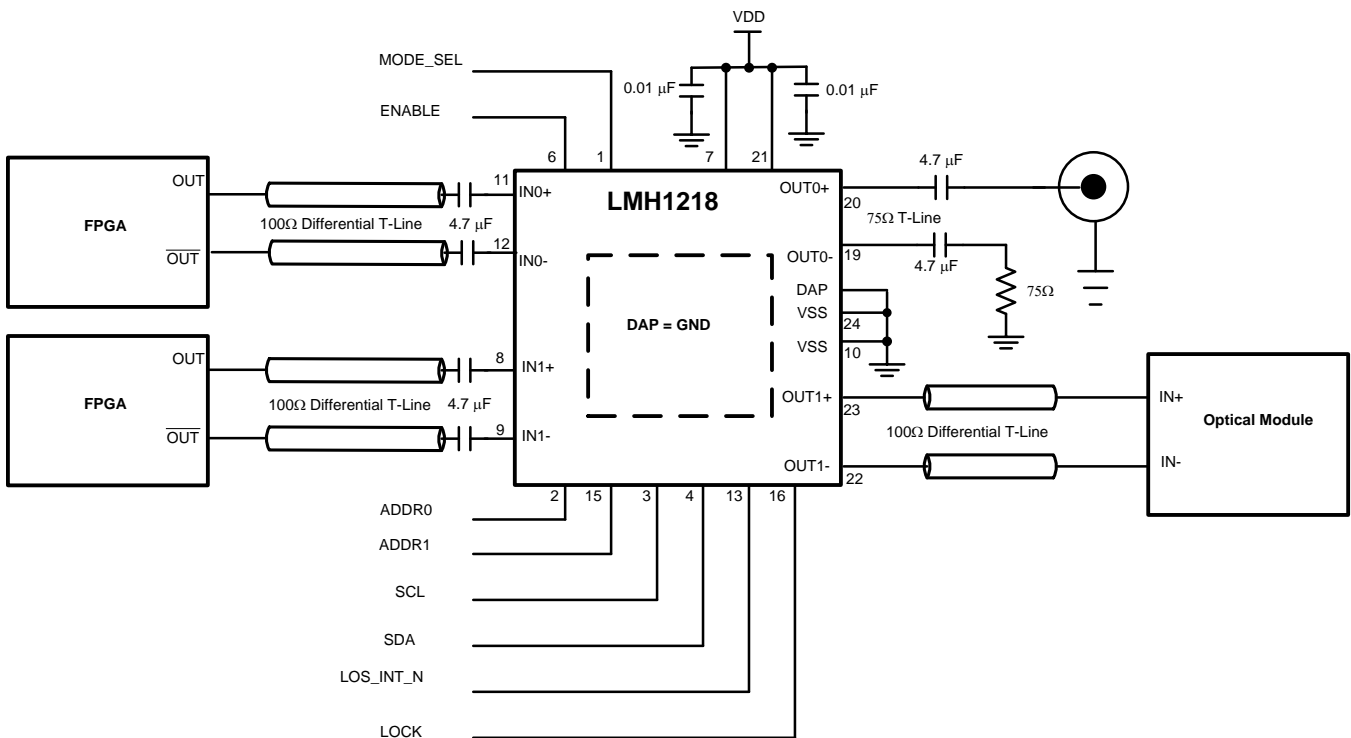 VDD
MODE_SEL
0.01 μF
0.01 μF
ENABLE
6
1
7
21
4.7 μF
FPGA
OUT
OUT
100Ω Differential T-Line
4.7 μF
11
12
IN0+
IN0-
LMH1218
OUT0+
20
75Ω T-Line
OUT0-
19
4.7 μF
75Ω
DAP
VSS
24
VSS
10
DAP = GND
FPGA
OUT
OUT
100Ω Differential T-Line
4.7 μF
8
9
IN1+
IN1-
OUT1+
23
100Ω Differential T-Line
OUT1-
22
IN+
Optical Module
IN-
2
15
3
4
13
16
ADDR0
ADDR1
SCL
SDA
LOS_INT_N
LOCK